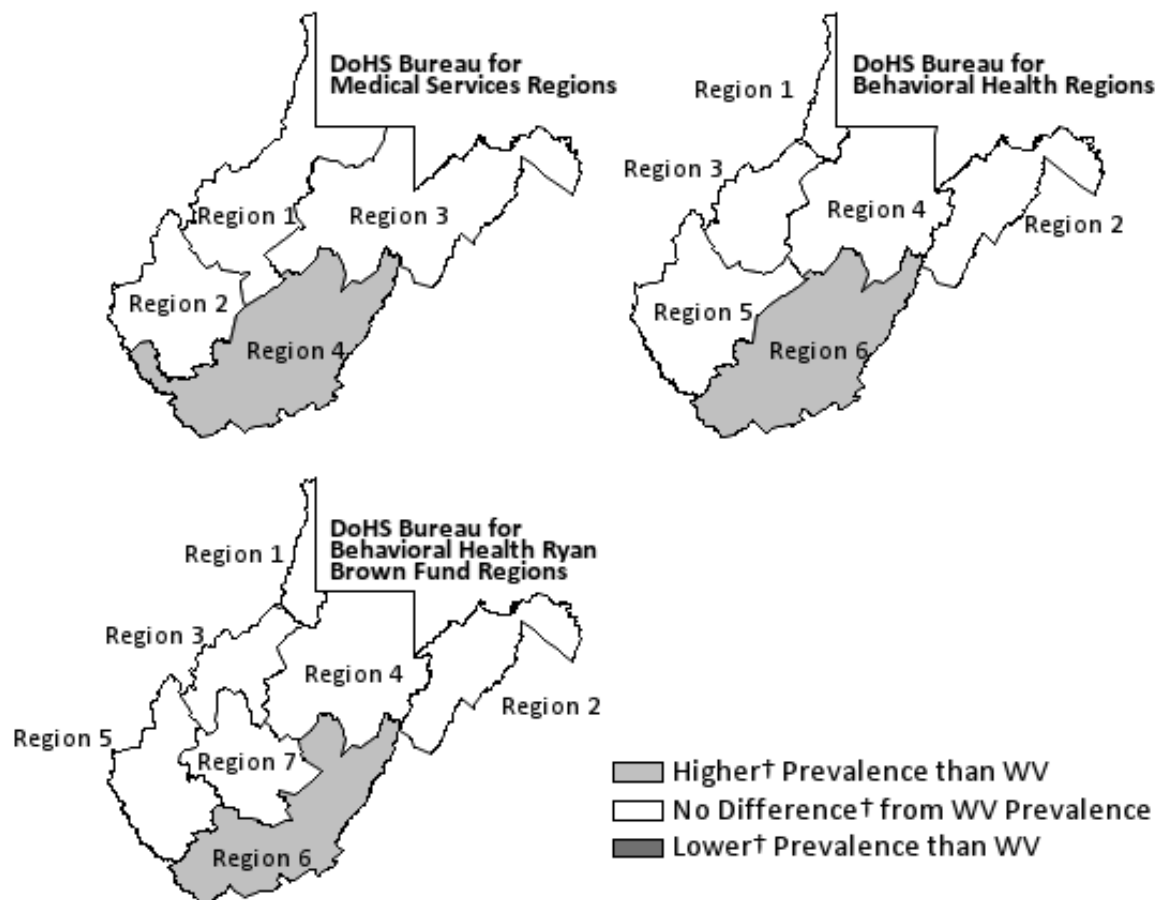 DoHS Bureau for
Medical Services Regions
Region 1
Region 3
Region 2
Region 4
DoHS Bureau for
Behavioral Health Regions
Region 1
Region 3
Region 4
Region 2
Region 5
Region 6
DoHS Bureau for
Behavioral Health Ryan
Brown Fund Regions
Region 1
Region 3
Region 4
Region 2
Region 5
Region 7
Region 6
Higher† Prevalence than WV
No Difference† from WV Prevalence
Lower† Prevalence than WV